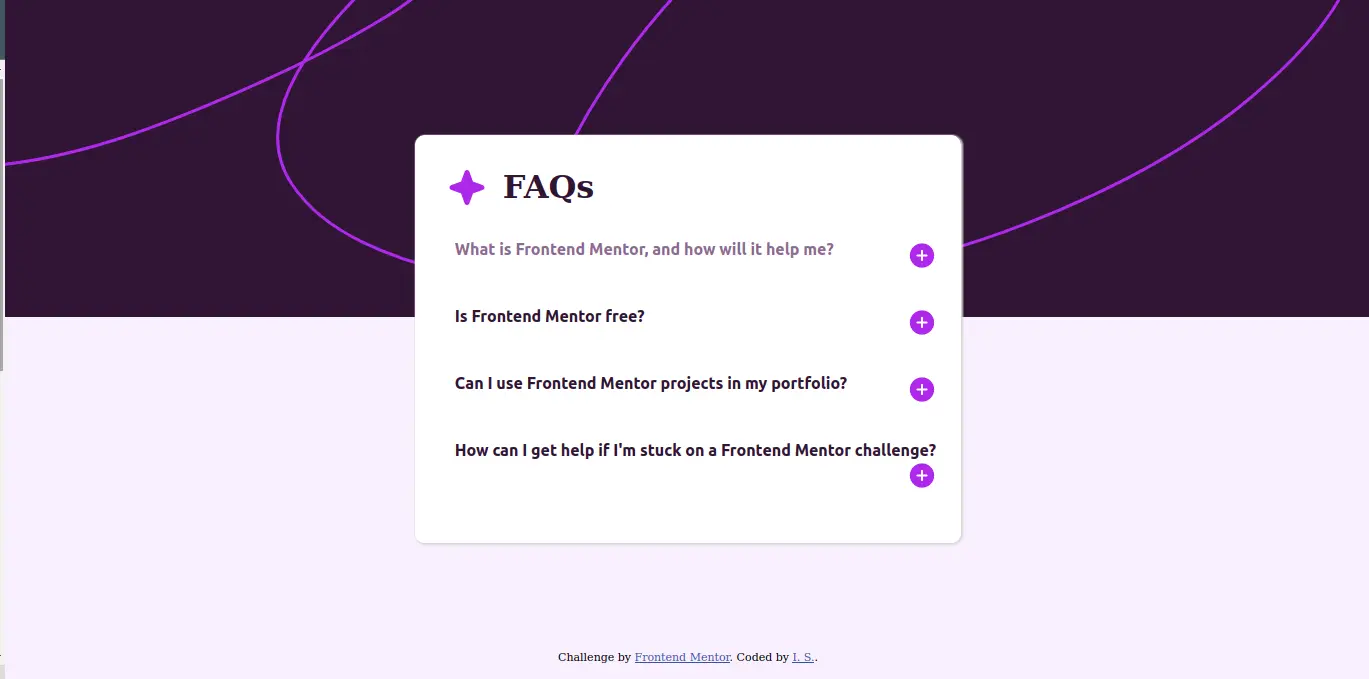 FAQs
What is Frontend Mentor, and how will it help me?
Is Frontend Mentor free?
Can I use Frontend Mentor projects in my portfolio?
How can I get help if I'm stuck on a Frontend Mentor challenge?
Challenge by Frontend Mentor. Coded by I. S..